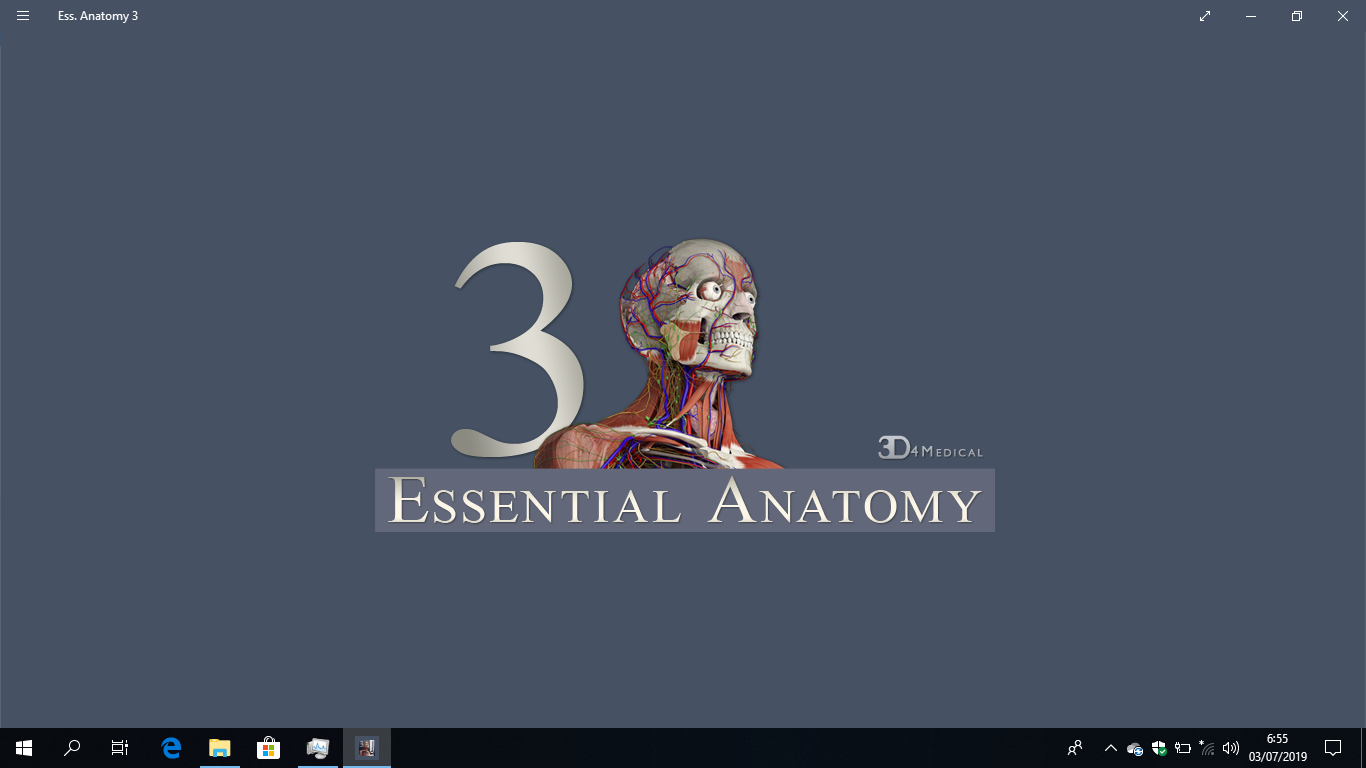 Ess. Anatomy 3
3
3D4MEDICAL
ESSENTIAL ANATOMY
6:55
03/07/2019